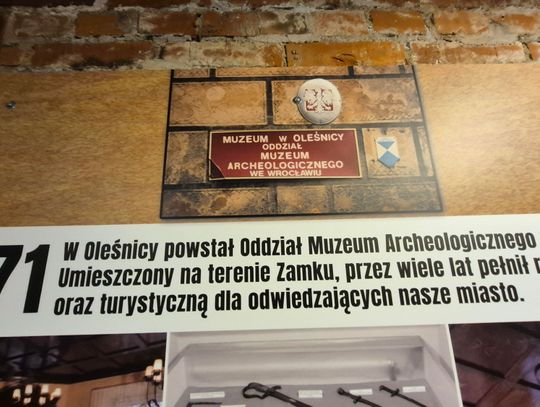 MUZEUM W OLEŚNICY
ODDZIAŁ
MUZEUM
ARCHEOLOGICZNEGO
WE WROCŁAWIU
71
W Oleśnicy powstał Oddział Muzeum Archeologicznego
Umieszczony na terenie Zamku, przez wiele lat pełnił
oraz turystyczną dla odwiedzających nasze miasto.